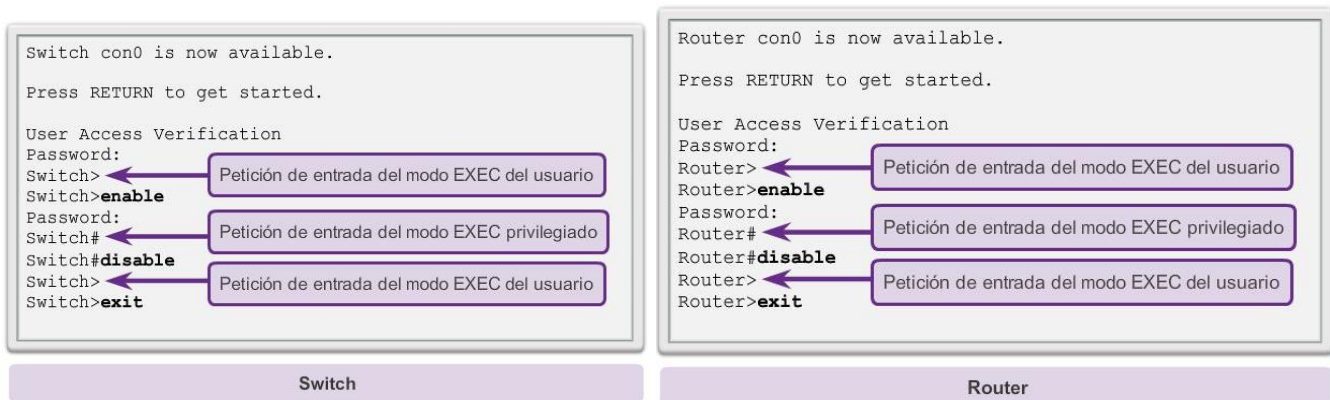 Switch con0 is now available.
Press RETURN to get started.
User Access Verification
Password:
Switch>
Petición de entrada del modo EXEC del usuario
Switch>enable
Password:
Switch#
Petición de entrada del modo EXEC privilegiado
Switch#disable
Switch>
Petición de entrada del modo EXEC del usuario
Switch>exit
Switch
Router con0 is now available.
Press RETURN to get started.
User Access Verification
Password:
Router>
Petición de entrada del modo EXEC del usuario
Router>enable
Password:
Router#
Petición de entrada del modo EXEC privilegiado
Router#disable
Router>
Petición de entrada del modo EXEC del usuario
Router>exit
Router